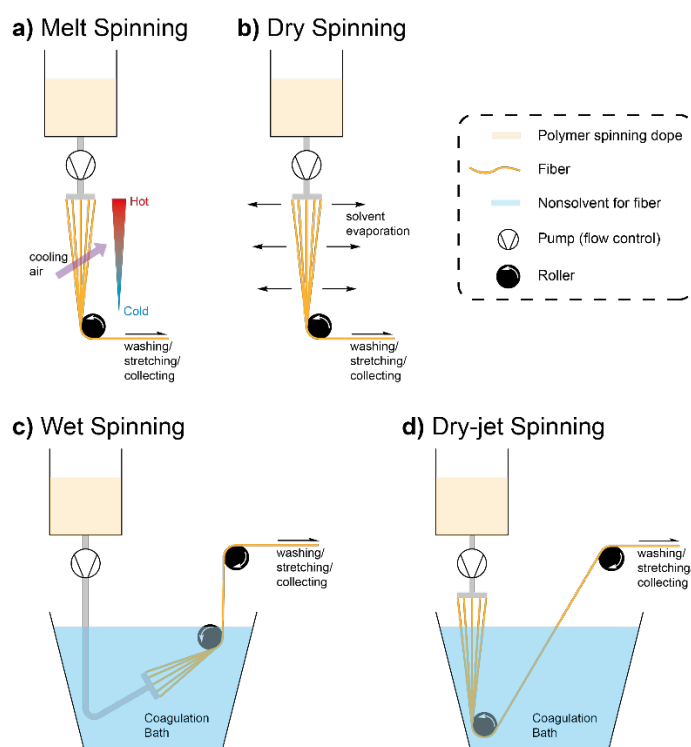 a) Melt Spinning
b) Dry Spinning
Hot
cooling
air
Cold
washing/
stretching/
collecting
solvent
evaporation
washing/
stretching/
collecting
Polymer spinning dope
Fiber
Nonsolvent for fiber
Pump (flow control)
Roller
c) Wet Spinning
washing/
stretching/
collecting
Coagulation
Bath
d) Dry-jet Spinning
washing/
stretching/
collecting
Coagulation
Bath